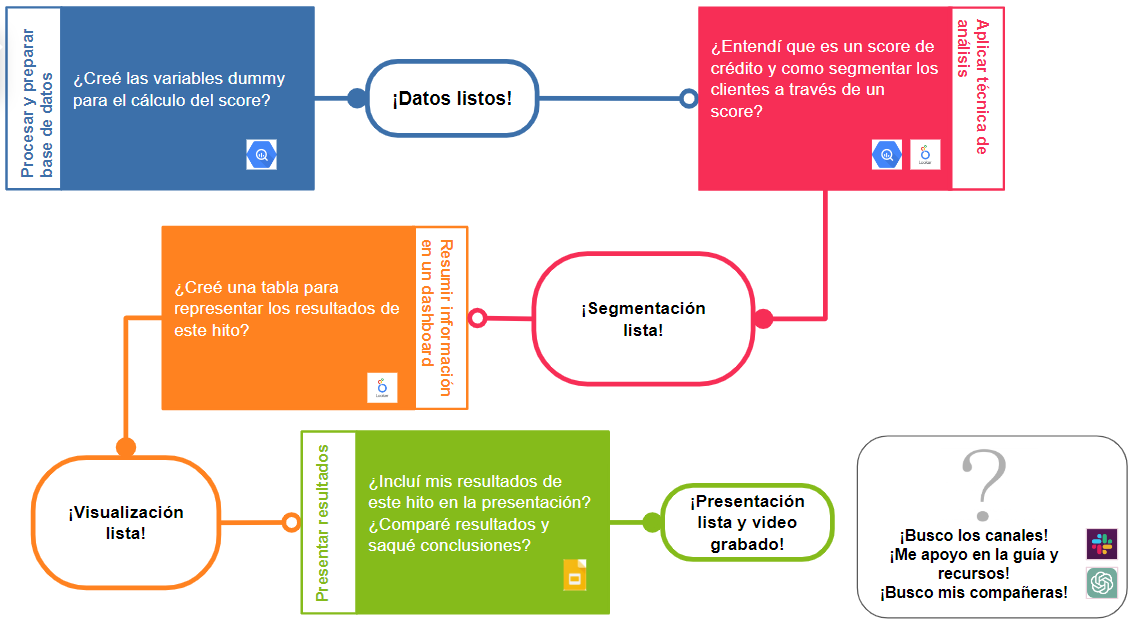 Procesar y preparar
base de datos
¿Creé las variables dummy
para el cálculo del score?
¡Datos listos!
¿Entendí que es un score de
crédito y como segmentar los
clientes a través de un
score?
Aplicar técnica de
análisis
Looker
¡Segmentación
lista!
Resumir información
en un dashboard
¿Creé una tabla para
representar los resultados de
este hito?
Looker
¡Visualización
lista!
Presentar resultados
¿Incluí mis resultados de
este hito en la presentación?
¿Comparé resultados y
saqué conclusiones?
¡Presentación
lista y video
grabado!
?
¡Busco los canales!
¡Me apoyo en la guía y
recursos!
¡Busco mis compañeras!